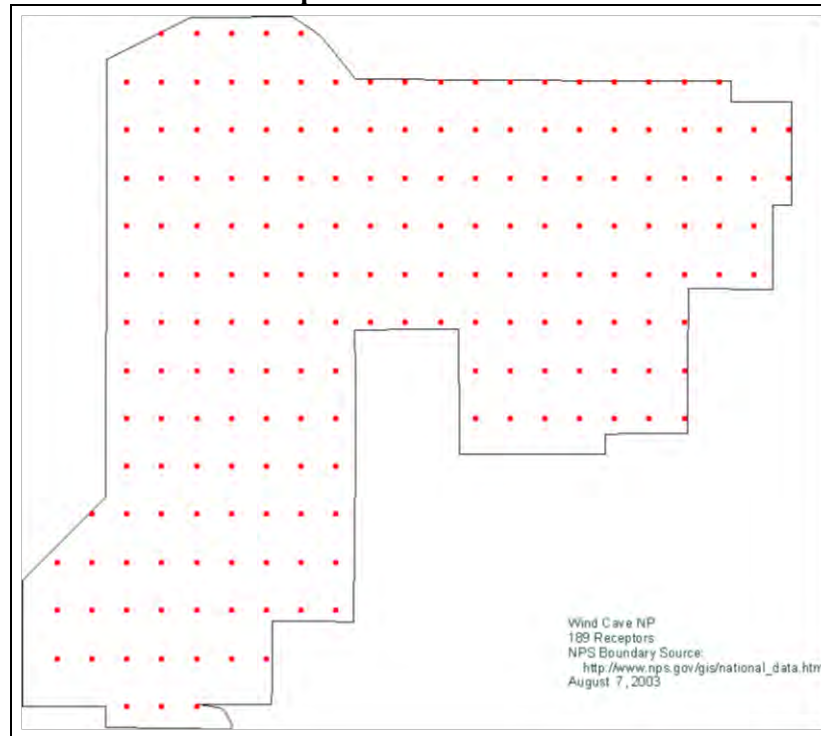 Wind Cave NP
189 Receptors
NPS Boundary Source:
http://www.nps.gov/gis/national_data.htm
August 7, 2003